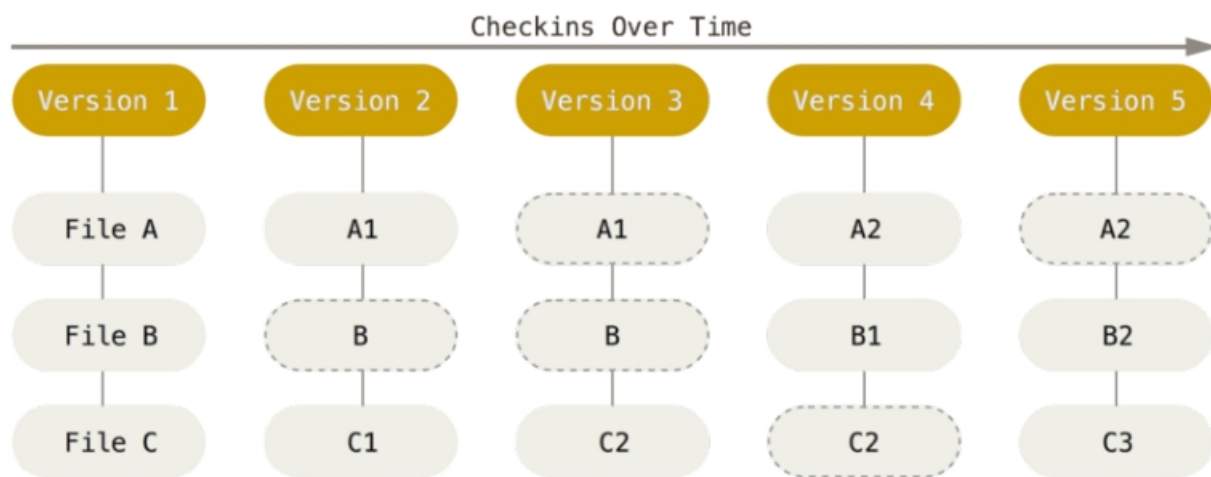 Checkins Over Time
Version 1 Version 2 Version 3 Version 4 Version 5
File A A1 A1 A2 A2
File B B B B1 B2
File C C1 C2 C2 C3